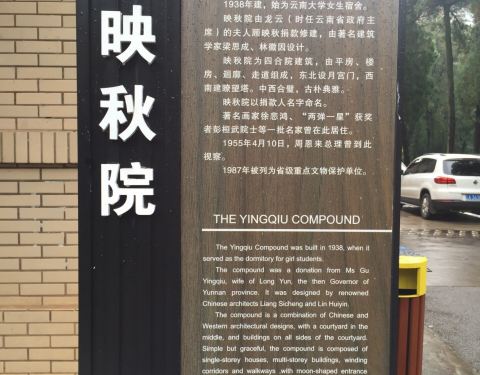 映秋院
1938年建，始为云南大学女生宿舍。
映秋院由龙云（时任云南省政府主
席）的夫人顾映秋捐款修建，由著名建筑
学家梁思成、林徽因设计。
映秋院为四合院建筑，由平房、楼
房、迴廊、走道组成，东北设月宫门，西
南建瞭望塔。中西合璧，古朴典雅。
映秋院以捐款人名字命名。
著名画家徐悲鸿、“两弹一星”获奖
者彭桓武院士等一批名家曾在此居住。
1955年4月10日，周恩来总理曾到此
视察。
1987年被列为省级重点文物保护单位。
THE YINGQIU COMPOUND
The Yingqiu Compound was built in 1938, when it
served as the dormitory for girl students.
The compound was a donation from Ms Gu
Yingqiu, wife of Long Yun, the then Governor of
Yunnan province. It was designed by renowned
Chinese architects Liang Sicheng and Lin Huiyin.
The compound is a combination of Chinese and
Western architectural designs, with a courtyard in the
middle, and buildings on all sides of the courtyard.
Simple but graceful, the compound is composed of
single-storey houses, multi-storey buildings, winding
corridors and walkways ,with moon-shaped entrance